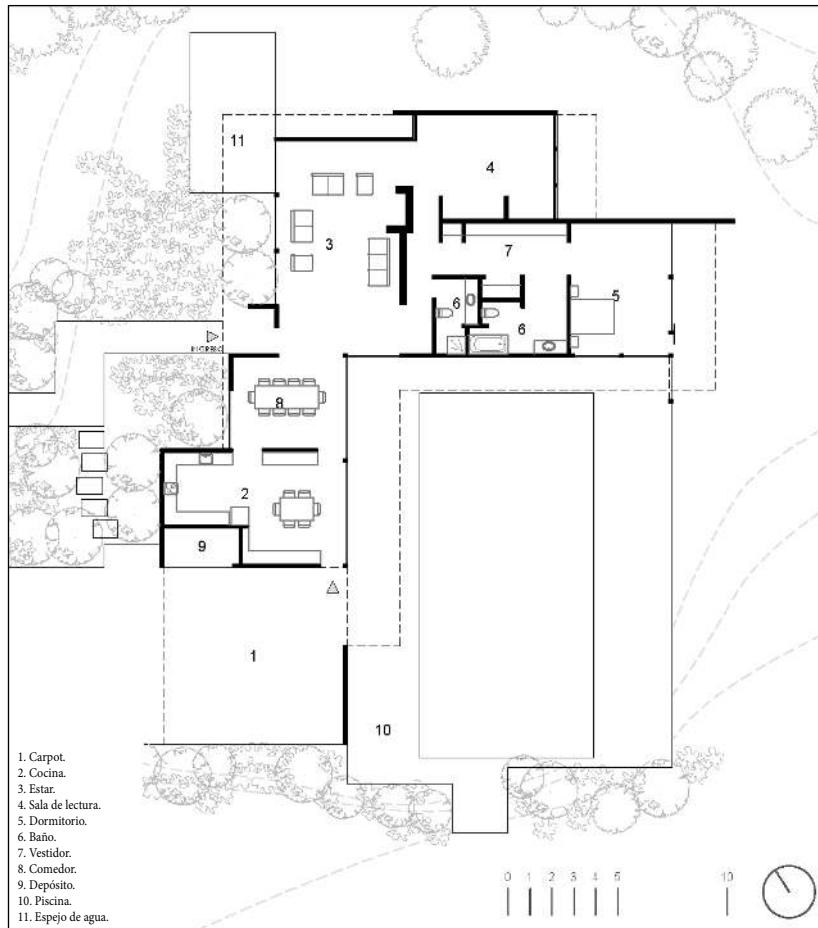 11
4
3
7
5
6
6
INGRESO
8
2
9
1
10
1. Carpot.
2. Cocina.
3. Estar.
4. Sala de lectura.
5. Dormitorio.
6. Baño.
7. Vestidor.
8. Comedor.
9. Depósito.
10. Piscina.
11. Espejo de agua.
0 1 2 3 4 5 10